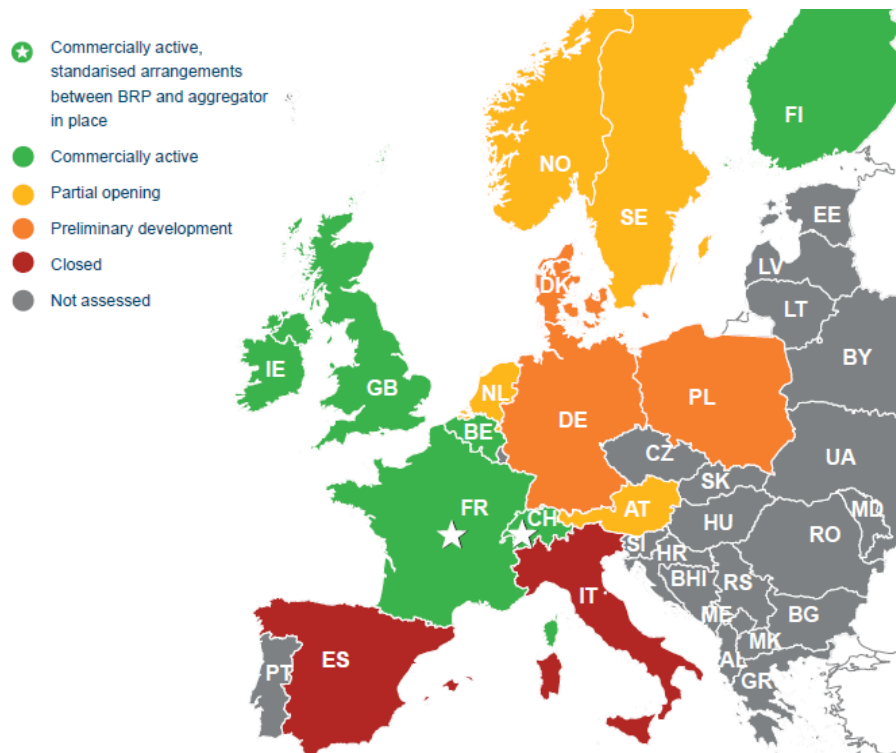 Commercially active,
standarised arrangements
between BRP and aggregator
in place
Commercially active
Partial opening
Preliminary development
Closed
Not assessed
FI
NO
SE
EE
LV
LT
DK
BY
IE
GB
NL
BE
DE
PL
CZ
UA
SK
FR
CH
AT
HU
MD
RO
SI
HR
BHI
RS
IT
ME
BG
MK
AL
GR
PT
ES